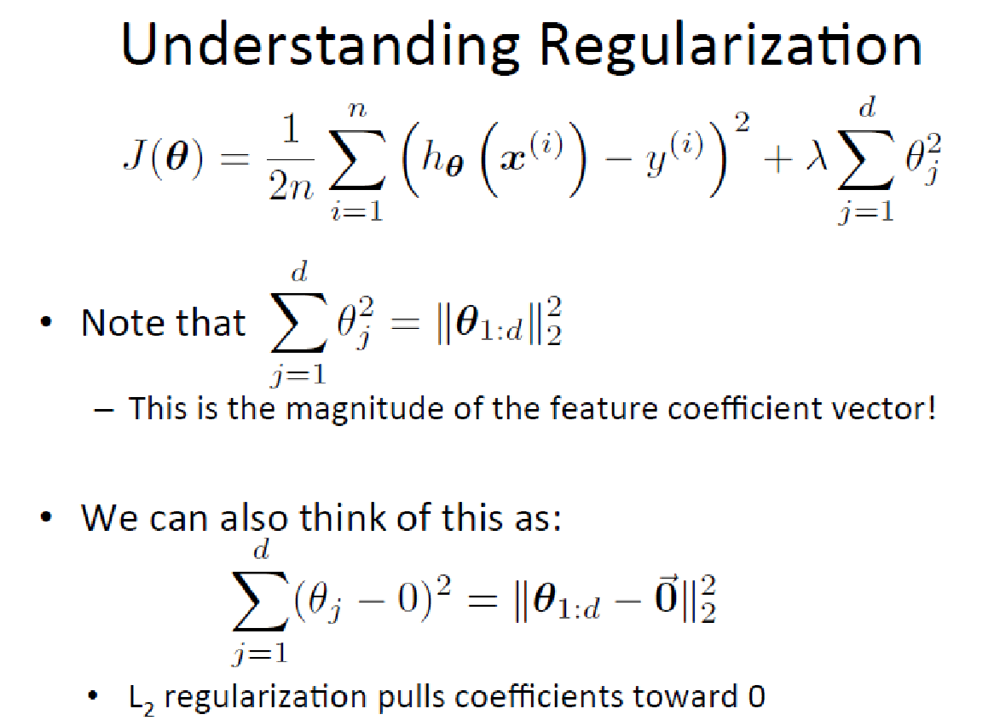 Understanding Regularization
$J(\boldsymbol{\theta}) = \frac{1}{2n} \sum_{i=1}^{n} \left( h_{\boldsymbol{\theta}} \left( \boldsymbol{x}^{(i)} \right) - y^{(i)} \right)^2 + \lambda \sum_{j=1}^{d} \theta_j^2$
• Note that $\sum_{j=1}^{d} \theta_j^2 = \|\boldsymbol{\theta}_{1:d}\|_2^2$
– This is the magnitude of the feature coefficient vector!
• We can also think of this as:
$\sum_{j=1}^{d} (\theta_j - 0)^2 = \|\boldsymbol{\theta}_{1:d} - \vec{\mathbf{0}}\|_2^2$
• L₂ regularization pulls coefficients toward 0